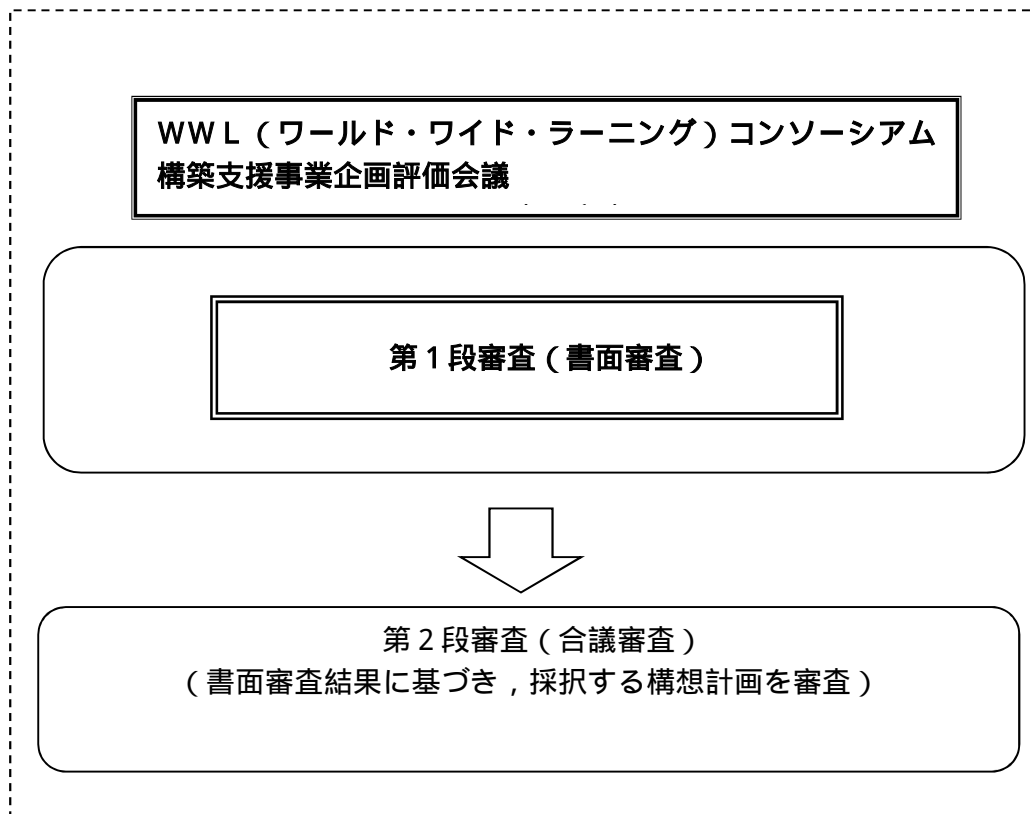 WWL(ワールド・ワイド・ラーニング)コンソーシアム
構築支援事業企画評価会議
第1段審査(書面審査)
第2段審査(合議審査)
(書面審査結果に基づき,採択する構想計画を審査)